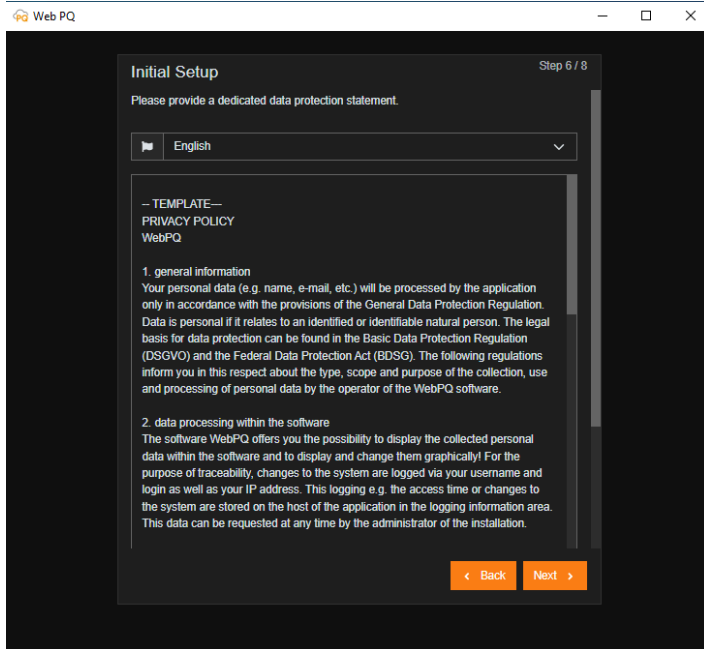 Web PQ
Initial Setup
Step 6 / 8
Please provide a dedicated data protection statement.
English
-- TEMPLATE---
PRIVACY POLICY
WebPQ
1. general information
Your personal data (e.g. name, e-mail, etc.) will be processed by the application
only in accordance with the provisions of the General Data Protection Regulation.
Data is personal if it relates to an identified or identifiable natural person. The legal
basis for data protection can be found in the Basic Data Protection Regulation
(DSGVO) and the Federal Data Protection Act (BDSG). The following regulations
inform you in this respect about the type, scope and purpose of the collection, use
and processing of personal data by the operator of the WebPQ software.
2. data processing within the software
The software WebPQ offers you the possibility to display the collected personal
data within the software and to display and change them graphically! For the
purpose of traceability, changes to the system are logged via your username and
login as well as your IP address. This logging e.g. the access time or changes to
the system are stored on the host of the application in the logging information area.
This data can be requested at any time by the administrator of the installation.
Back
Next